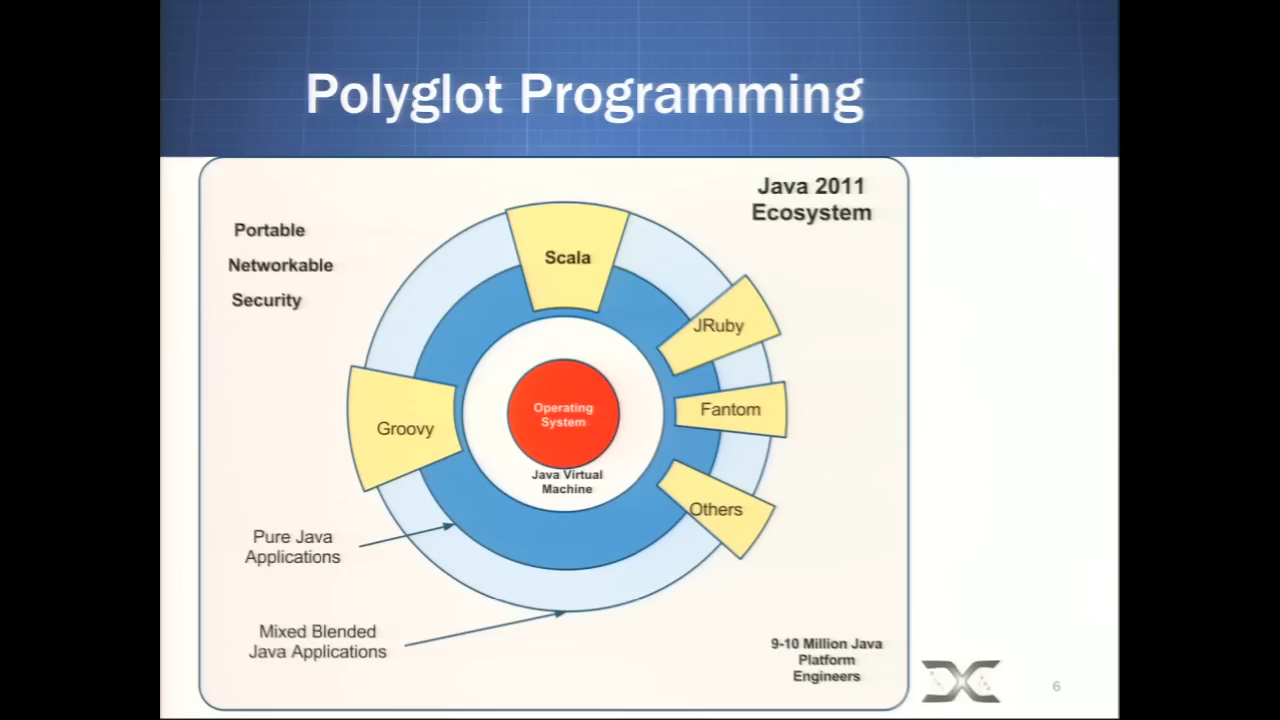 Polyglot Programming
Java 2011
Ecosystem
Portable
Networkable
Security
Scala
JRuby
Fantom
Groovy
Operating
System
Java Virtual
Machine
Others
Pure Java
Applications
Mixed Blended
Java Applications
9-10 Million Java
Platform
Engineers
6